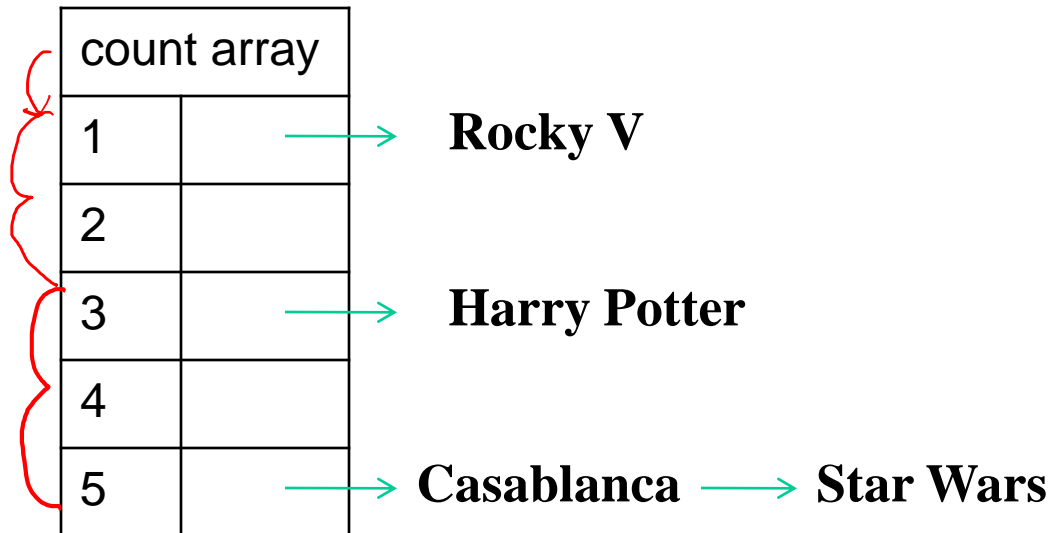 count array
1 Rocky V
2
3 Harry Potter
4
5 Casablanca Star Wars